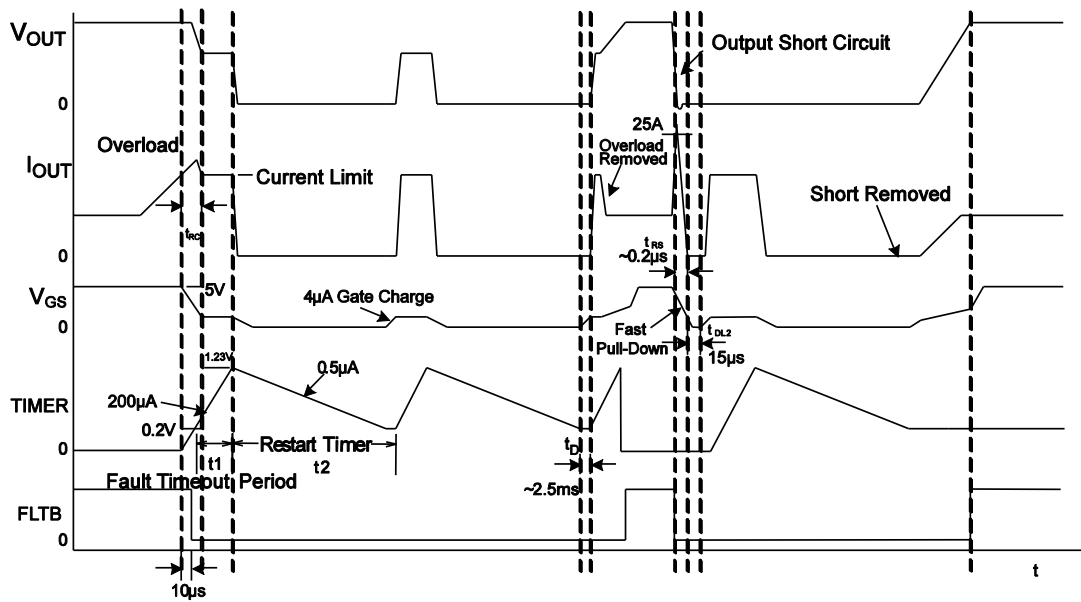 VOUT
0
Output Short Circuit
25A
Overload
Overload
Removed
IOUT
Current Limit
Short Removed
tRC
0
tRS
~0.2µs
VGS
5V
4µA Gate Charge
0
Fast
Pull-Down
tDL2
15µs
1.23V
0.5µA
200µA
TIMER
0.2V
0
Restart Timer
t1
t2
tD
~2.5ms
Fault Timeout Period
FLTB
0
10µs
t